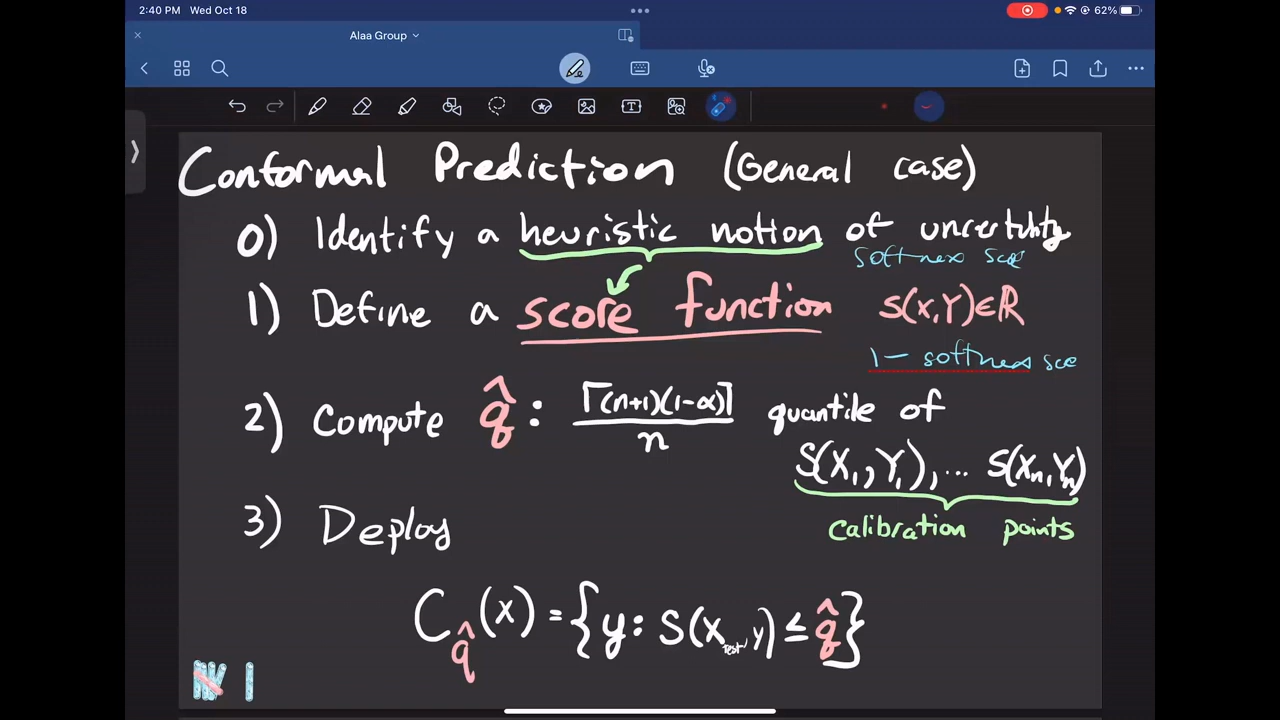 2:40 PM Wed Oct 18
62%
Alaa Group
Conformal Prediction (General case)
0) Identify a heuristic notion of uncertainty
softmax sco
1) Define a score function S(X,Y)∈ℝ
1 - softmax sco
2) Compute q̂ : ⌈(n+1)(1-α)⌉/n quantile of
S(X₁,Y₁),... S(Xₙ,Yₙ)
calibration points
3) Deploy
C_q̂(X) = {y: S(X_test, y) ≤ q̂}